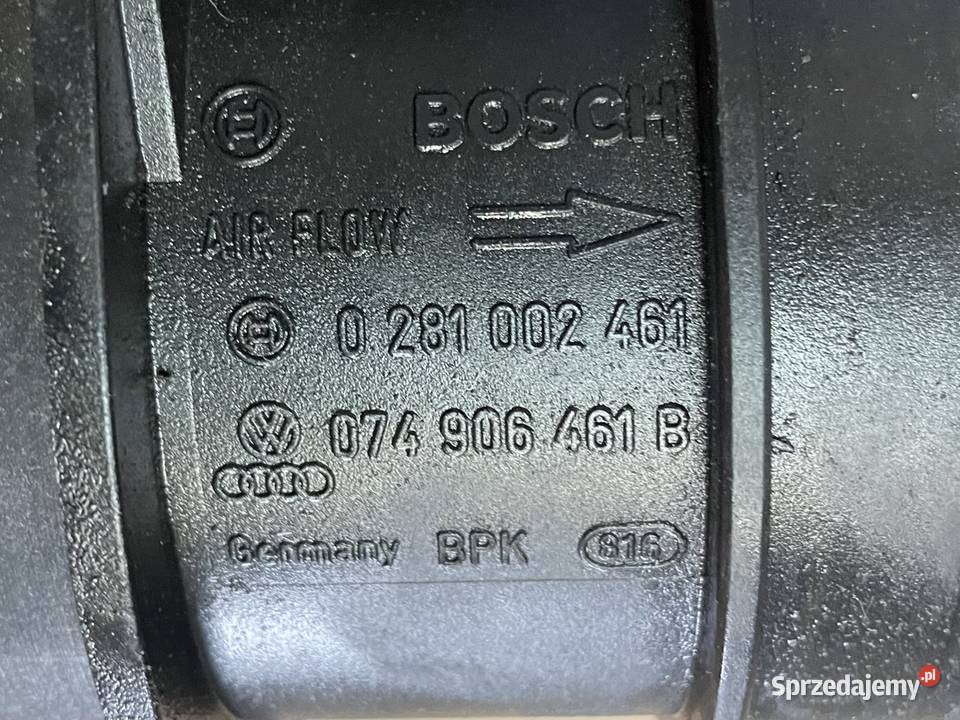 BOSCH
AIR FLOW
0 281 002 461
074 906 461 B
Germany BPK 816
Sprzedajemy.pl